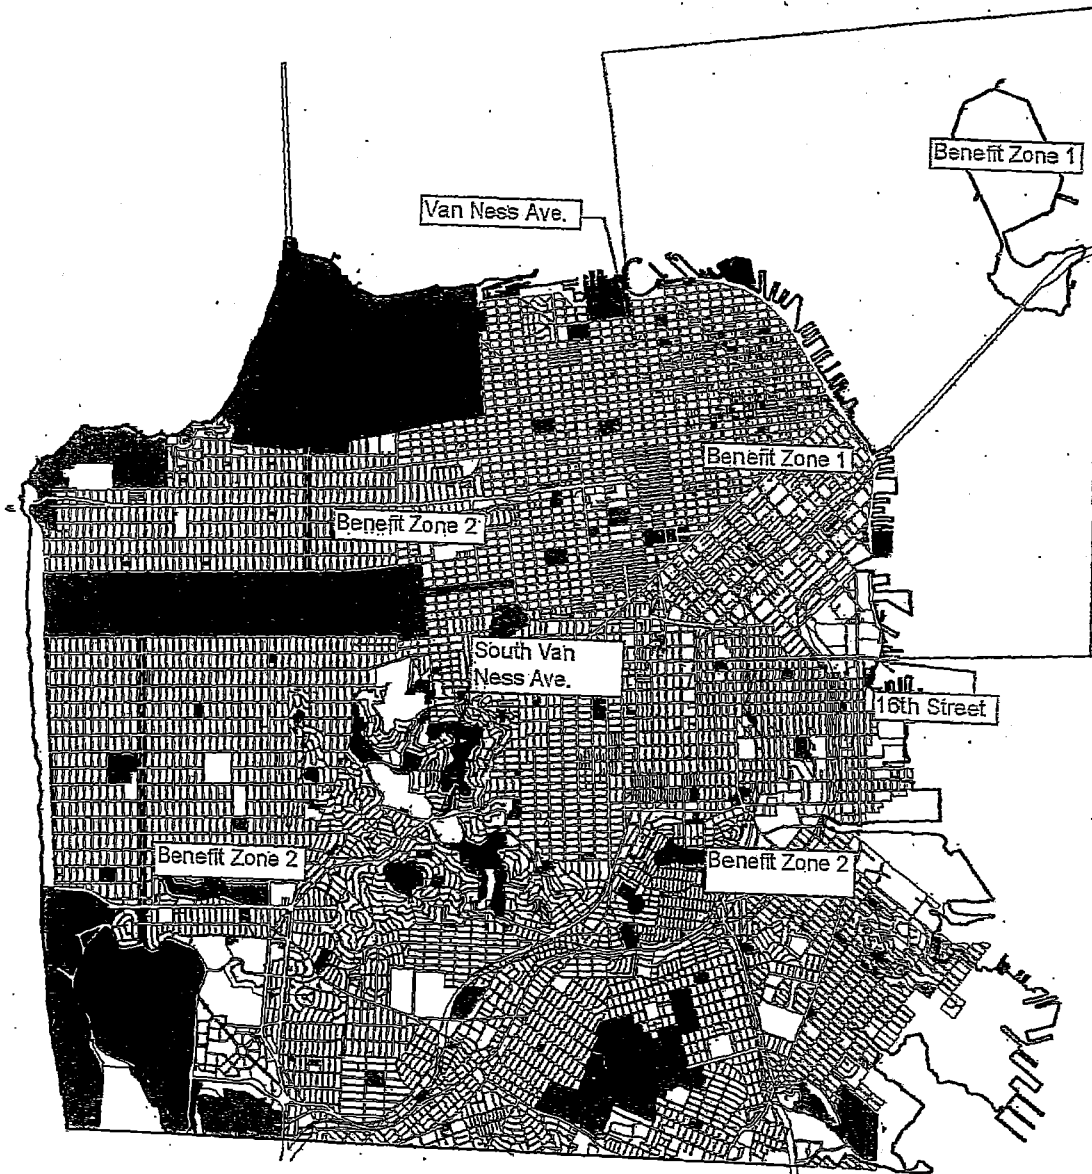 Benefit Zone 1
Van Ness Ave.
Benefit Zone 1
Benefit Zone 2
South Van
Ness Ave.
16th Street
Benefit Zone 2
Benefit Zone 2